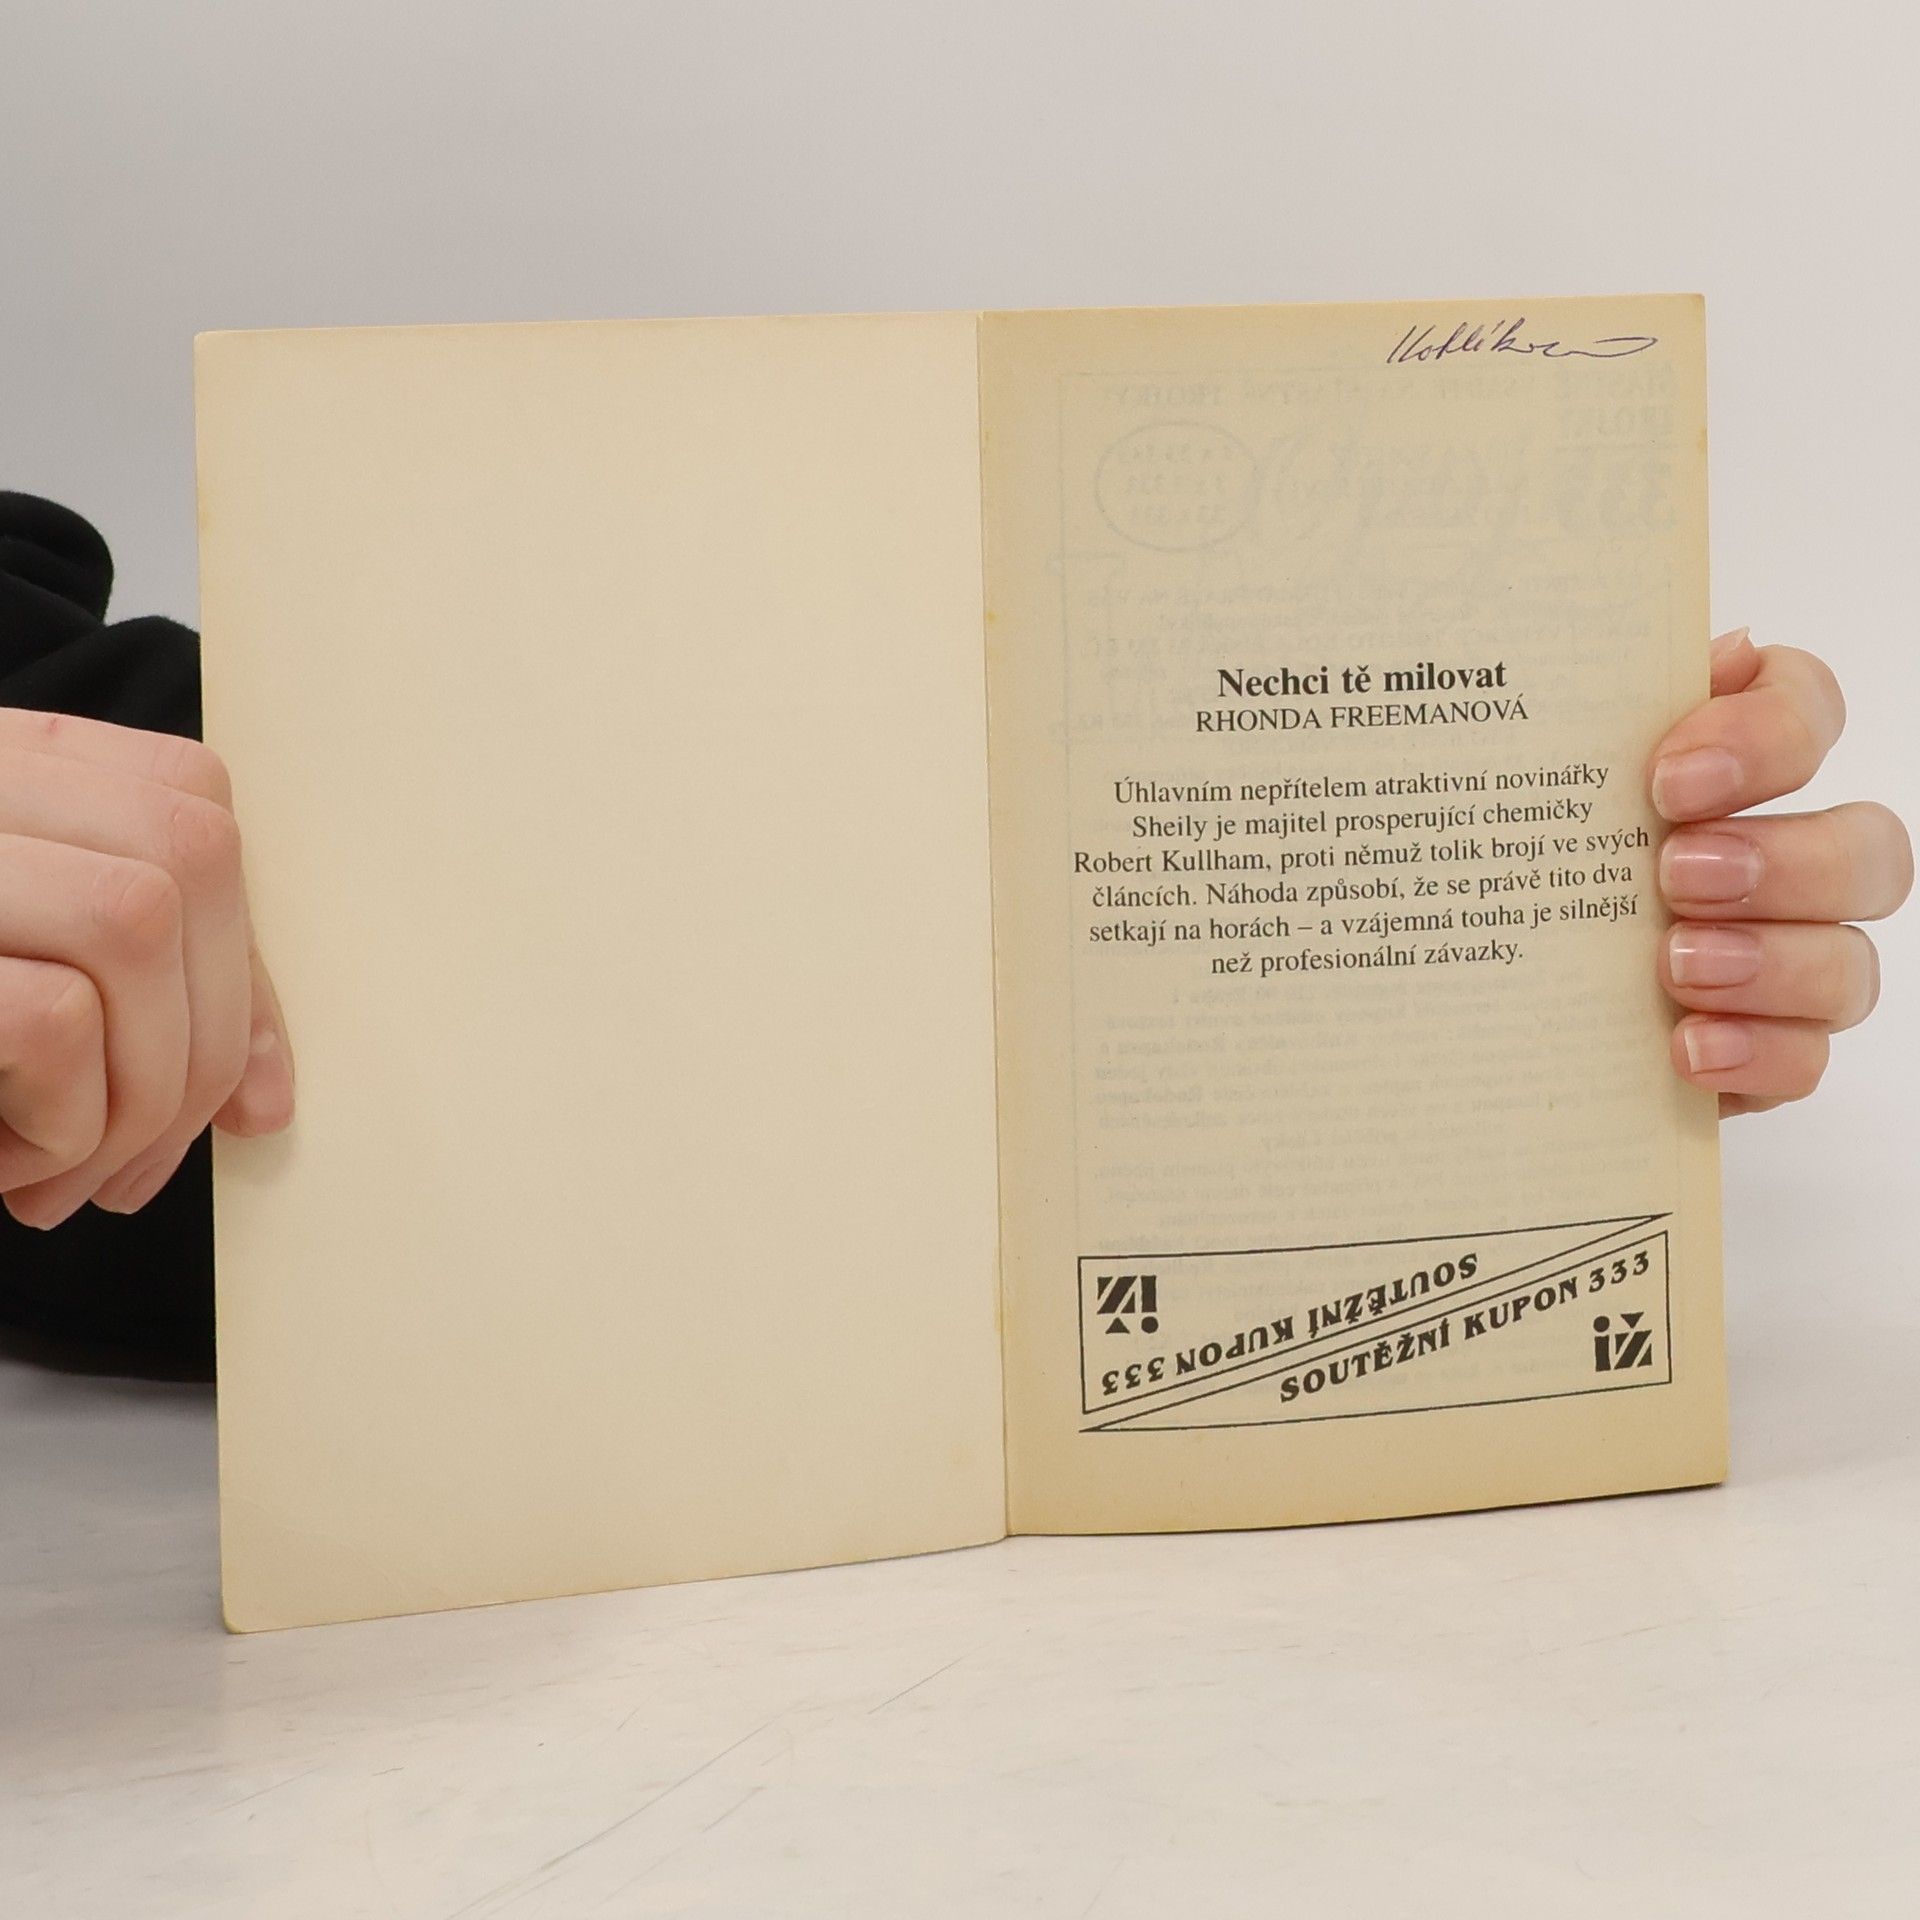 Nechci tě milovat
RHONDA FREEMANOVÁ
Úhlavním nepřítelem atraktivní novinářky
Sheily je majitel prosperující chemičky
Robert Kullham, proti němuž tolik brojí ve svých
článcích. Náhoda způsobí, že se právě tito dva
setkají na horách – a vzájemná touha je silnější
než profesionální závazky.
iž
SOUTĚŽNÍ KUPON 333
SOUTĚŽNÍ KUPON 333
iž